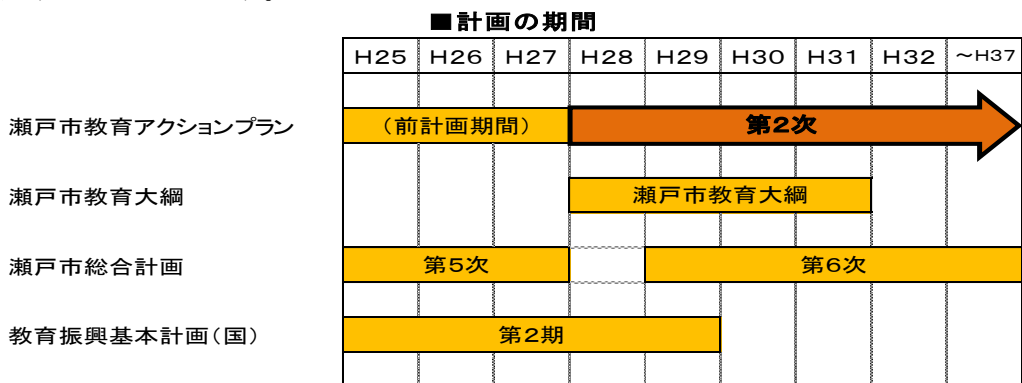 ■計画の期間
H25 H26 H27 H28 H29 H30 H31 H32 ～H37
瀬戸市教育アクションプラン (前計画期間) 第2次
瀬戸市教育大綱 瀬戸市教育大綱
瀬戸市総合計画 第5次 第6次
教育振興基本計画(国) 第2期